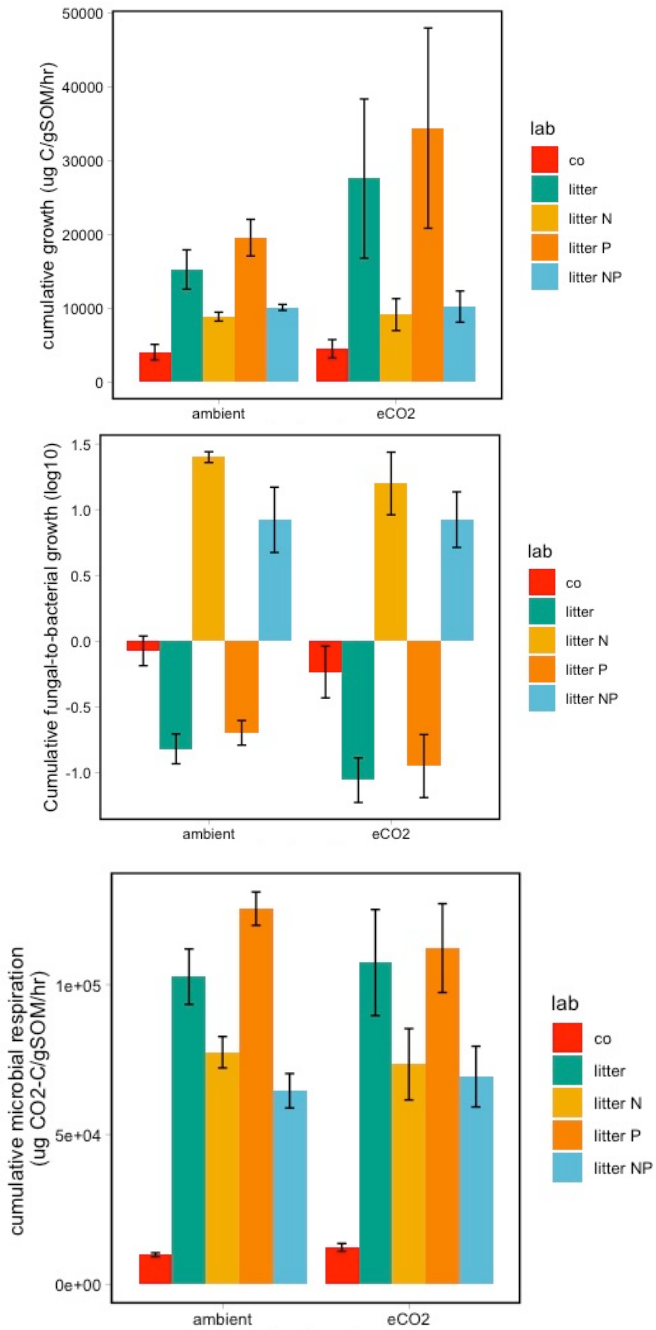 cumulative growth (ug C/gSOM/hr)
50000
40000
30000
20000
10000
0
ambient
eCO2
lab
co
litter
litter N
litter P
litter NP
Cumulative fungal-to-bacterial growth (log10)
1.5
1.0
0.5
0.0
-0.5
-1.0
ambient
eCO2
lab
co
litter
litter N
litter P
litter NP
cumulative microbial respiration
(ug CO2-C/gSOM/hr)
1e+05
5e+04
0e+00
ambient
eCO2
lab
co
litter
litter N
litter P
litter NP